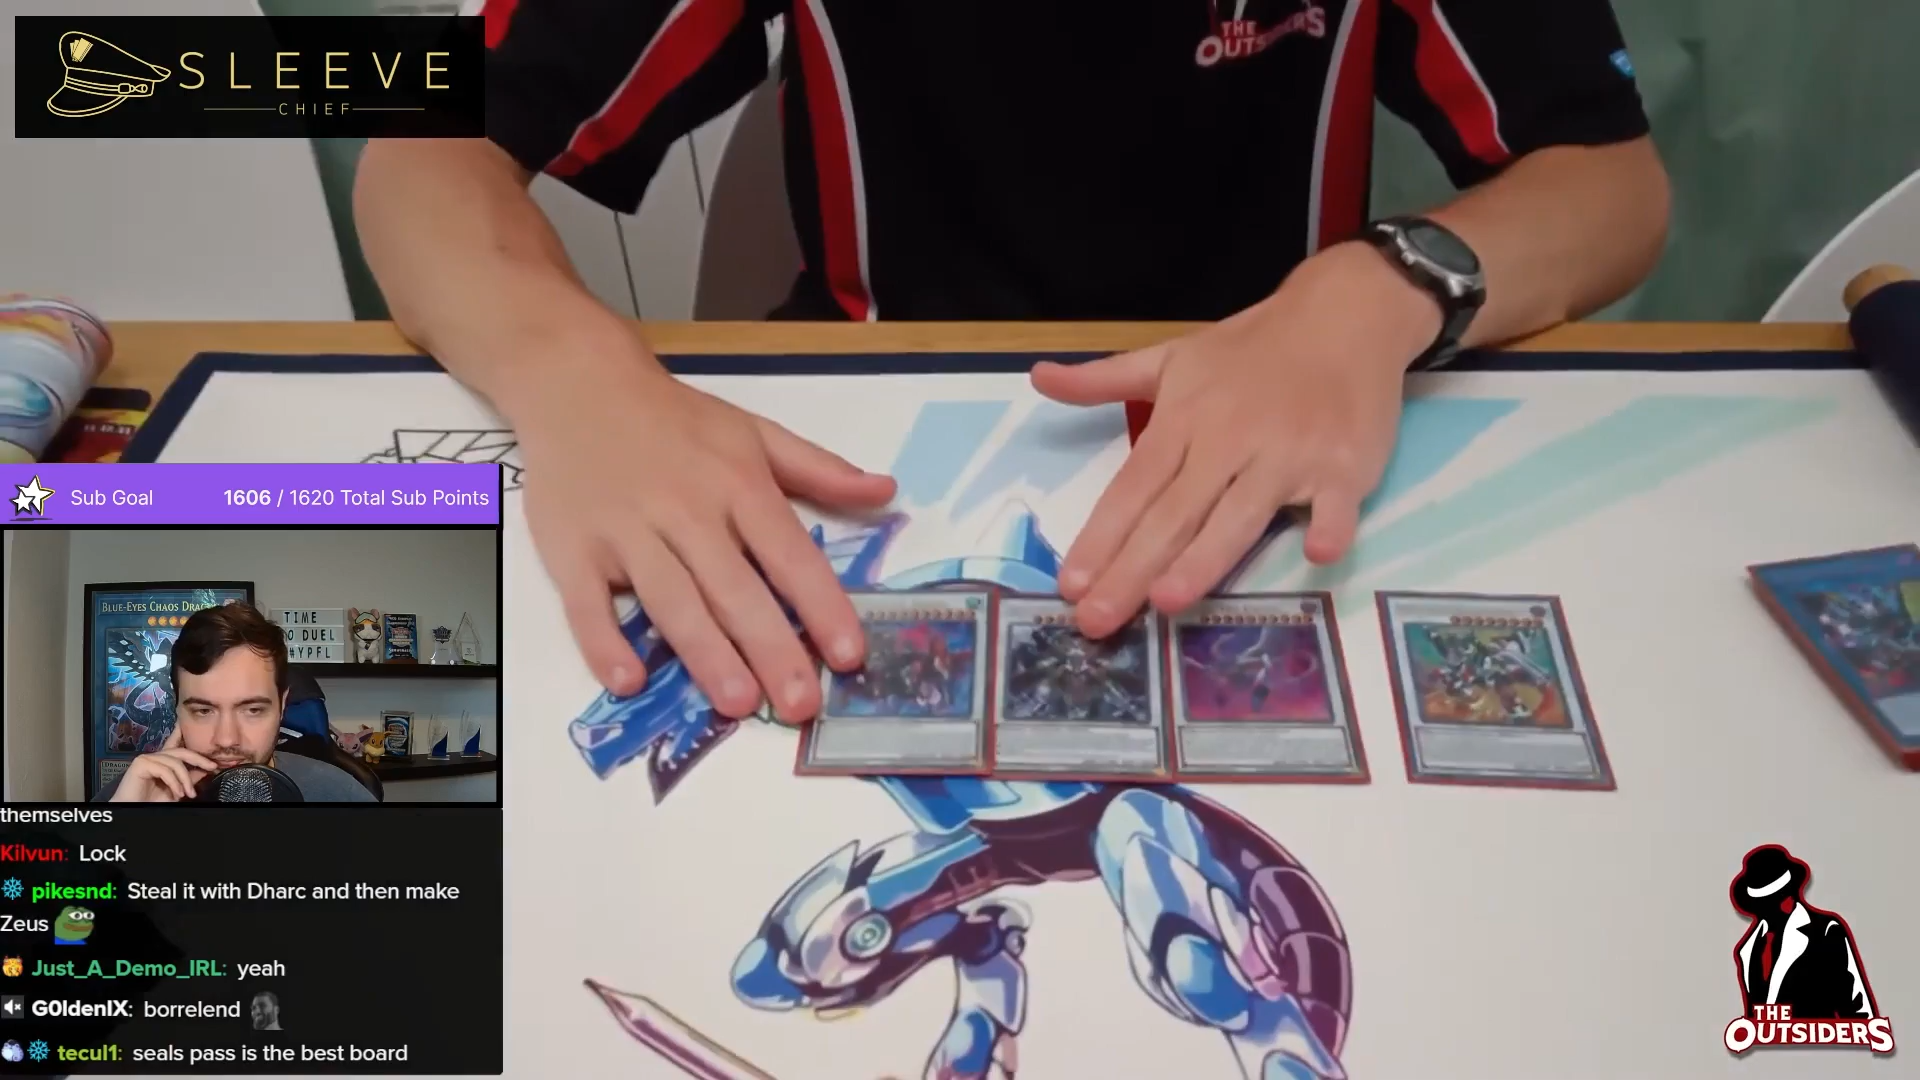 SLEEVE
CHIEF
THE
OUTSIDERS
Sub Goal 1606 / 1620 Total Sub Points
BLUE-EYES CHAOS DRAG
TIME
O DUEL
#YPFL
themselves
Kilvun: Lock
pikesnd: Steal it with Dharc and then make
Zeus
Just_A_Demo_IRL: yeah
G0ldenIX: borrelend
tecul1: seals pass is the best board
THE
OUTSIDERS